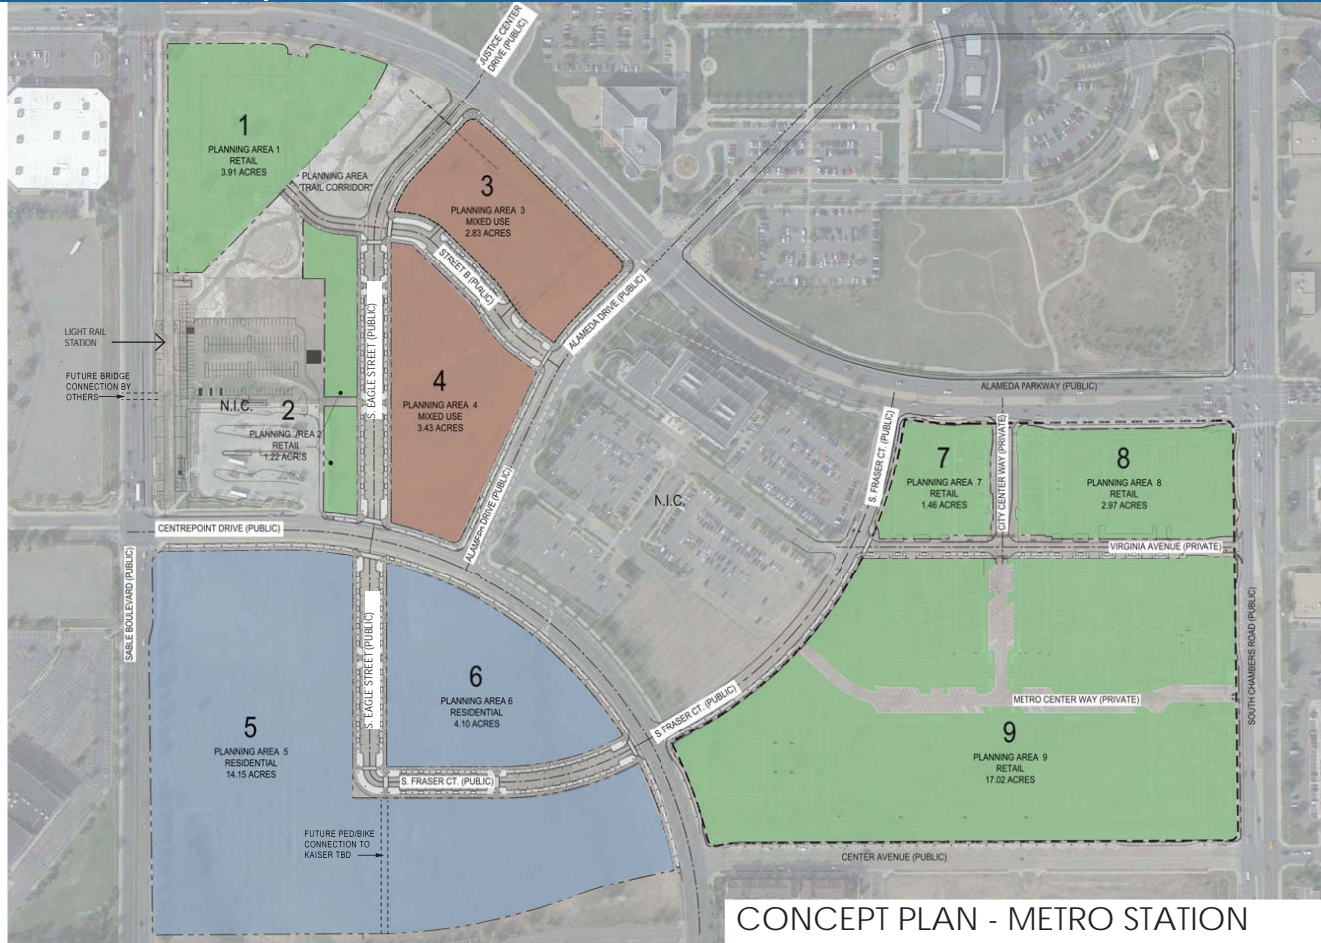 JUSTICE CENTER
DRIVE (PUBLIC)
1
PLANNING AREA 1
RETAIL
3.91 ACRES
PLANNING AREA
"TRAIL CORRIDOR"
3
PLANNING AREA 3
MIXED USE
2.83 ACRES
STREET B (PUBLIC)
ALAMEDA DRIVE (PUBLIC)
S. EAGLE STREET (PUBLIC)
LIGHT RAIL
STATION
FUTURE BRIDGE
CONNECTION BY
OTHERS
N.I.C.
2
PLANNING AREA 2
RETAIL
1.22 ACRES
4
PLANNING AREA 4
MIXED USE
3.43 ACRES
ALAMEDA PARKWAY (PUBLIC)
S. FRASER CT. (PUBLIC)
CITY CENTER WAY (PRIVATE)
7
PLANNING AREA 7
RETAIL
1.46 ACRES
8
PLANNING AREA 8
RETAIL
2.97 ACRES
N.I.C.
ALAMEDA DRIVE (PUBLIC)
CENTREPOINT DRIVE (PUBLIC)
VIRGINIA AVENUE (PRIVATE)
SABLE BOULEVARD (PUBLIC)
S. EAGLE STREET (PUBLIC)
6
PLANNING AREA 6
RESIDENTIAL
4.10 ACRES
S. FRASER CT. (PUBLIC)
METRO CENTER WAY (PRIVATE)
SOUTH CHAMBERS ROAD (PUBLIC)
5
PLANNING AREA 5
RESIDENTIAL
14.15 ACRES
9
PLANNING AREA 9
RETAIL
17.02 ACRES
S. FRASER CT. (PUBLIC)
FUTURE PED/BIKE
CONNECTION TO
KAISER TBD
CENTER AVENUE (PUBLIC)
CONCEPT PLAN - METRO STATION